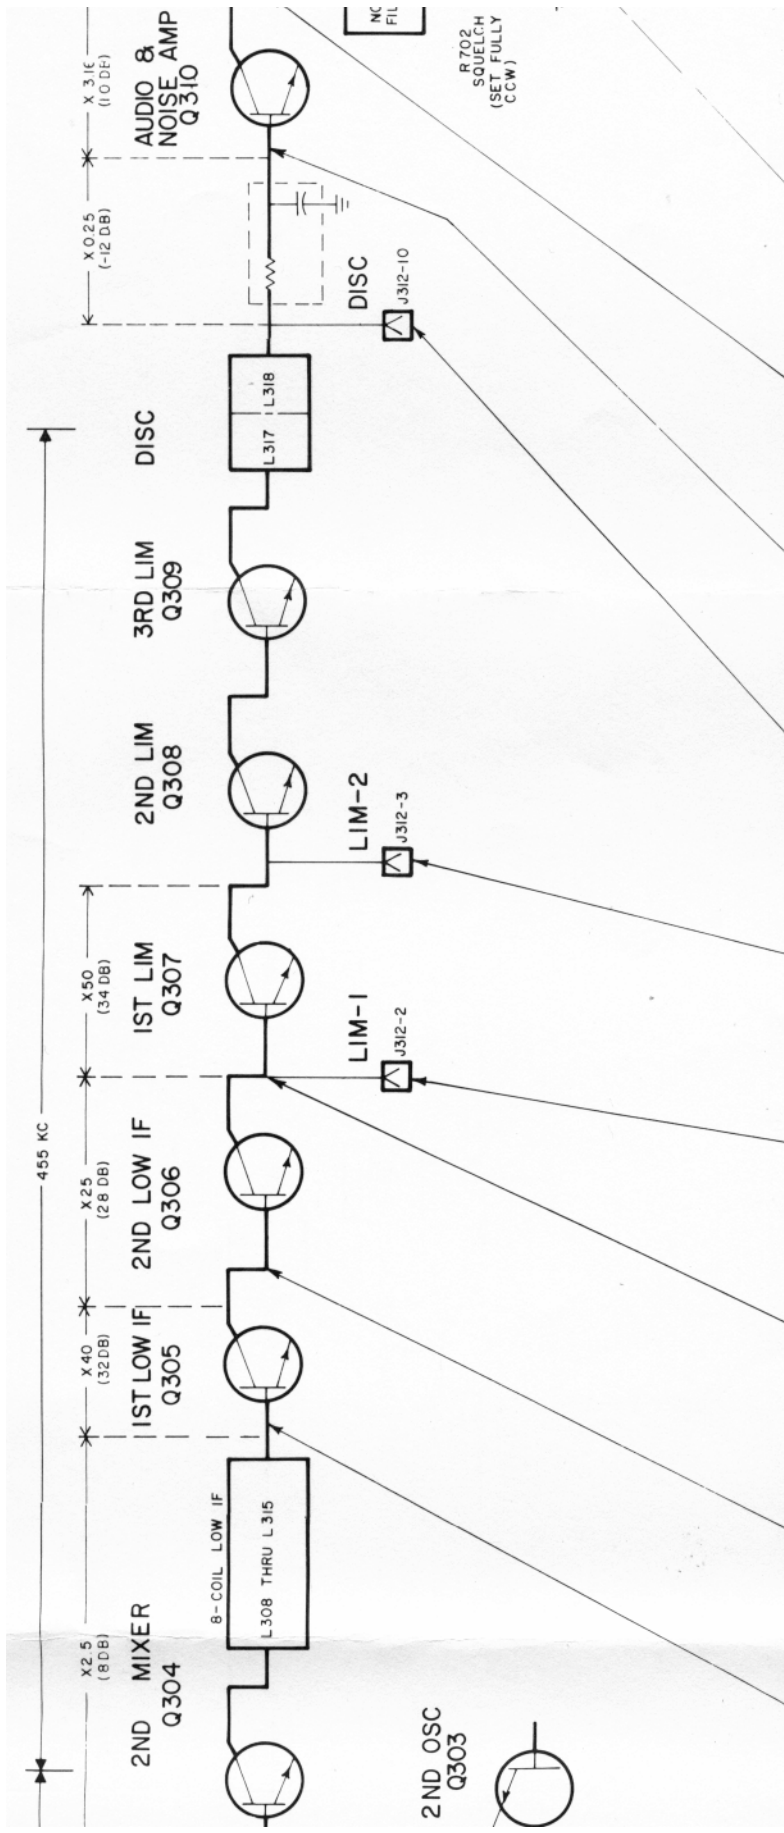 X 3.16
(10 DB)
AUDIO &
NOISE AMP
Q310
NO
FIL
R702
SQUELCH
(SET FULLY
CCW)
X 0.25
(-12 DB)
DISC
J312-10
DISC
L317
L318
3RD LIM
Q309
2ND LIM
Q308
LIM-2
J312-3
X50
(34 DB)
1ST LIM
Q307
LIM-1
J312-2
455 KC
X25
(28 DB)
2ND LOW IF
Q306
X40
(32DB)
1ST LOW IF
Q305
8-COIL LOW IF
L308 THRU L315
X2.5
(8DB)
2ND MIXER
Q304
2ND OSC
Q303